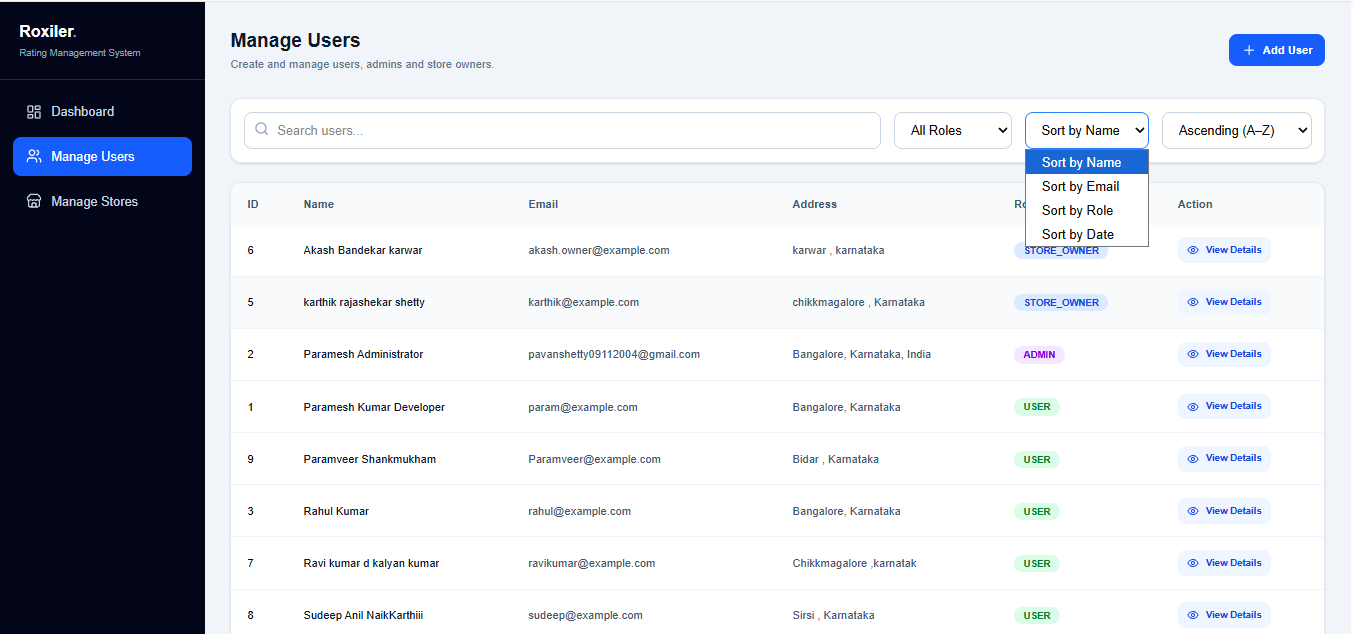 Roxiler.
Rating Management System
Dashboard
Manage Users
Manage Stores
Manage Users
Create and manage users, admins and store owners.
+ Add User
Search users...
All Roles
Sort by Name
Ascending (A–Z)
Sort by Name
Sort by Email
Sort by Role
Sort by Date
ID Name Email Address Action
6 Akash Bandekar karwar akash.owner@example.com karwar , karnataka STORE_OWNER View Details
5 karthik rajashekar shetty karthik@example.com chikkmagalore , Karnataka STORE_OWNER View Details
2 Paramesh Administrator pavanshetty09112004@gmail.com Bangalore, Karnataka, India ADMIN View Details
1 Paramesh Kumar Developer param@example.com Bangalore, Karnataka USER View Details
9 Paramveer Shankmukham Paramveer@example.com Bidar , Karnataka USER View Details
3 Rahul Kumar rahul@example.com Bangalore, Karnataka USER View Details
7 Ravi kumar d kalyan kumar ravikumar@example.com Chikkmagalore ,karnatak USER View Details
8 Sudeep Anil NaikKarthiii sudeep@example.com Sirsi , Karnataka USER View Details